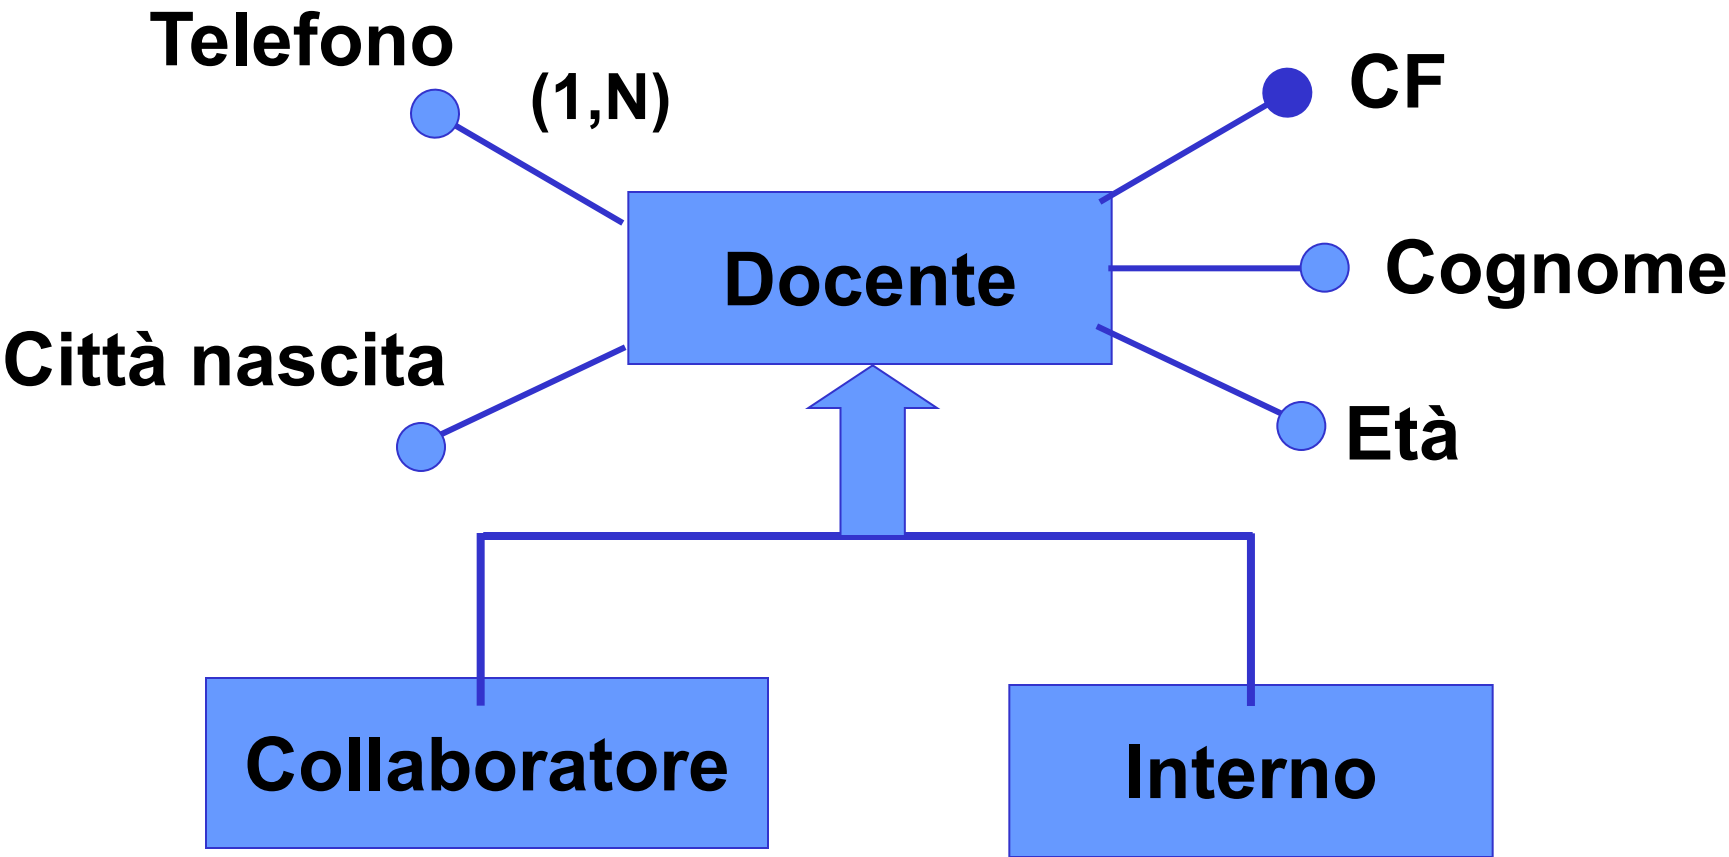 Telefono
(1,N)
CF
Docente
Cognome
Città nascita
Età
Collaboratore
Interno